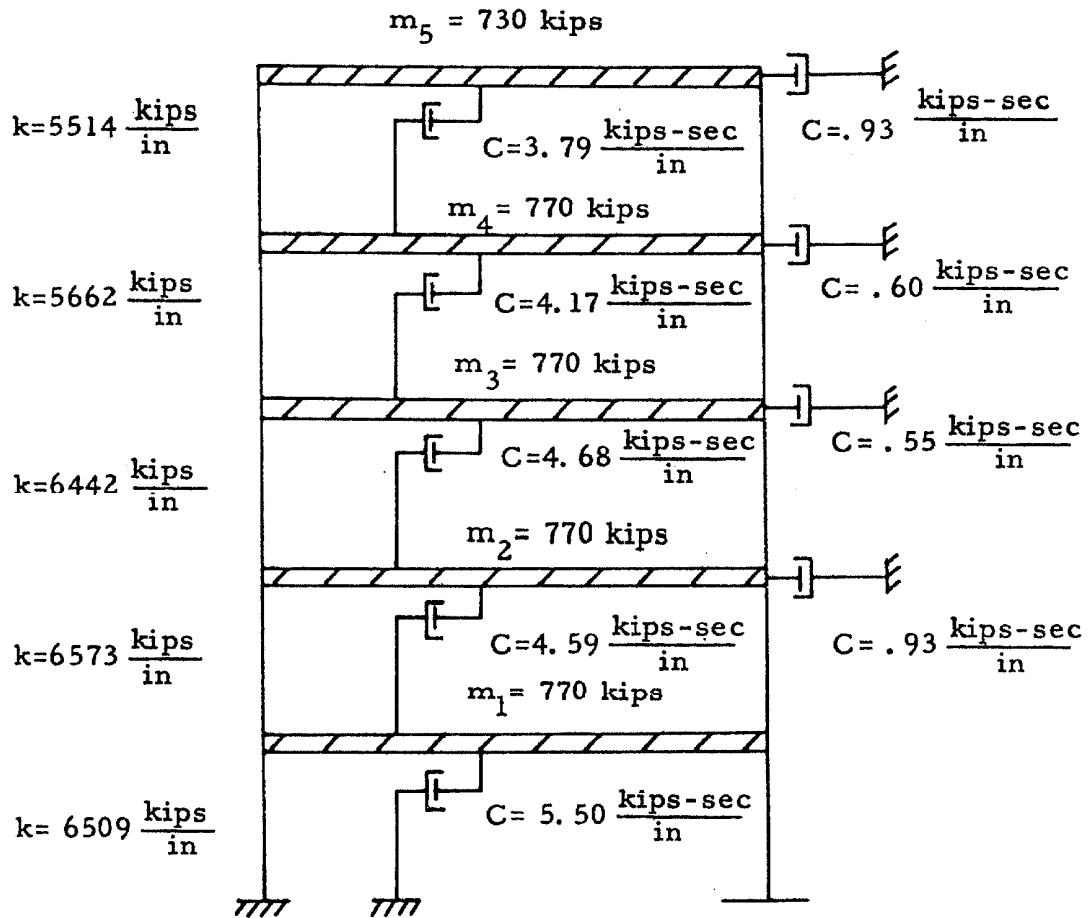 m5 = 730 kips
k=5514 kips/in
C=3.79 kips-sec/in
C=.93 kips-sec/in
m4 = 770 kips
k=5662 kips/in
C=4.17 kips-sec/in
C=.60 kips-sec/in
m3 = 770 kips
k=6442 kips/in
C=4.68 kips-sec/in
C=.55 kips-sec/in
m2 = 770 kips
k=6573 kips/in
C=4.59 kips-sec/in
C=.93 kips-sec/in
m1 = 770 kips
k= 6509 kips/in
C= 5.50 kips-sec/in